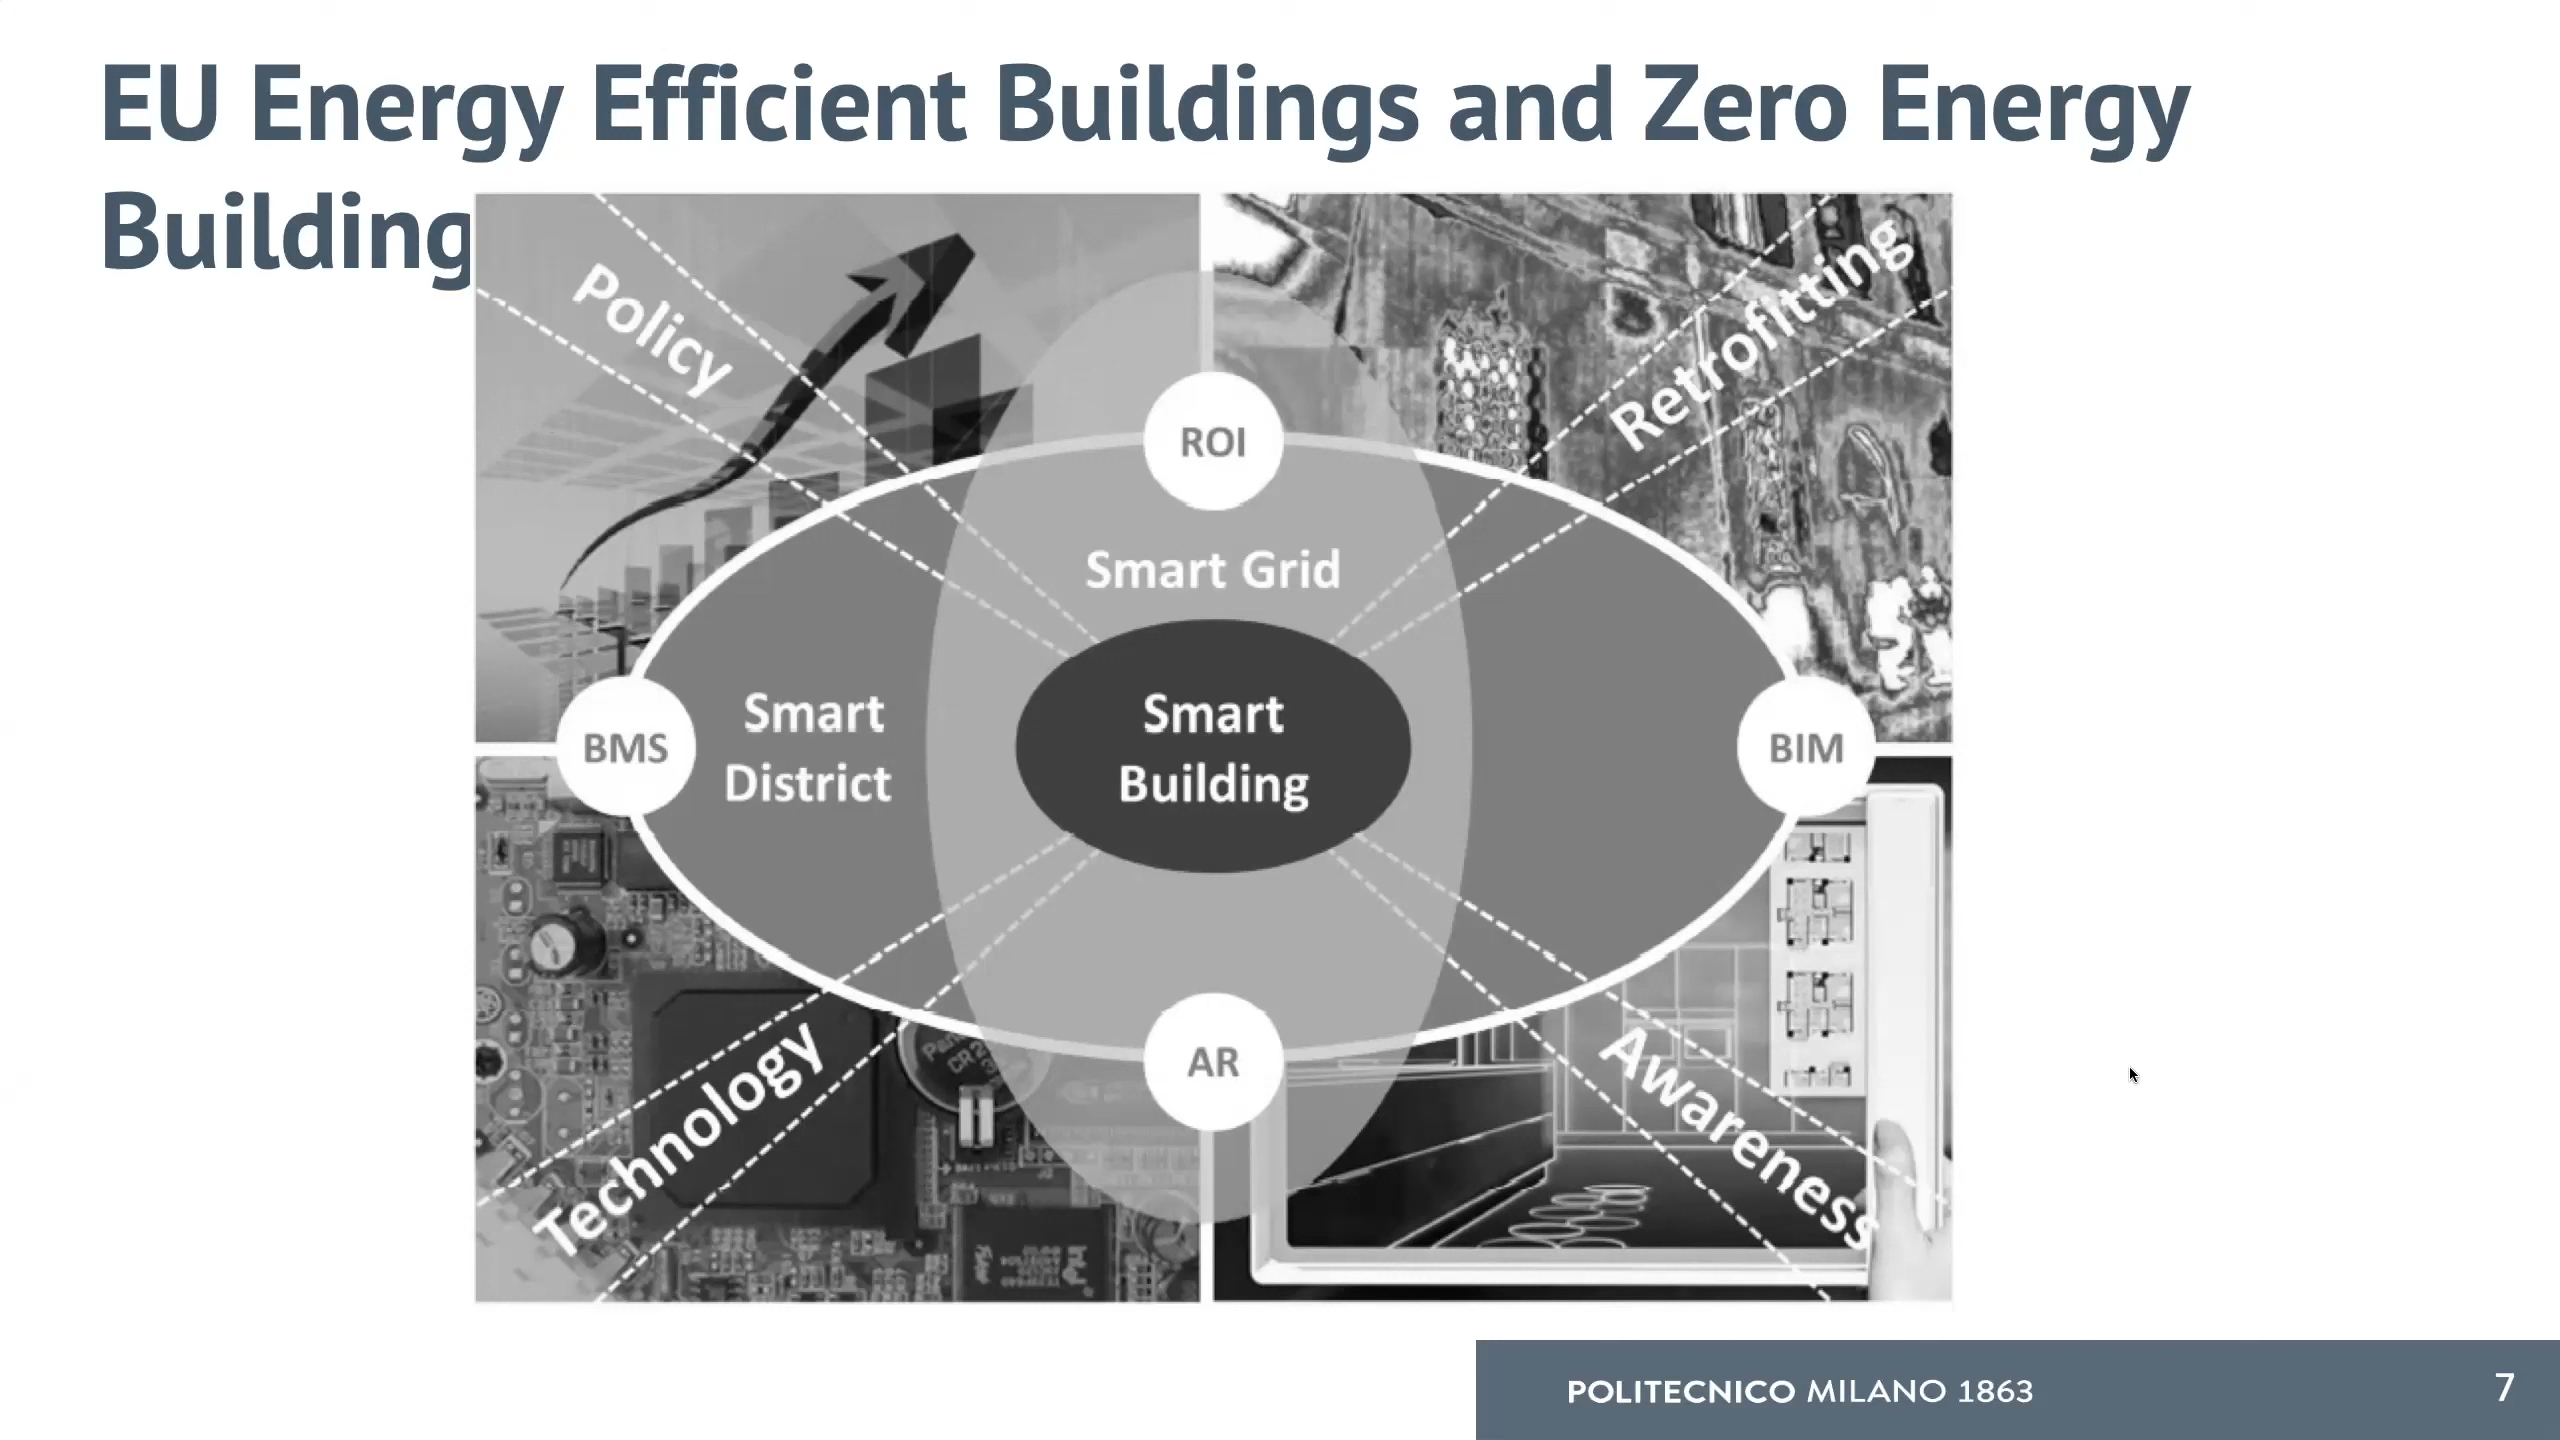 EU Energy Efficient Buildings and Zero Energy
Building
Policy
Retrofitting
ROI
Smart Grid
BMS
Smart
District
Smart
Building
BIM
AR
Technology
Awareness
POLITECNICO MILANO 1863
7